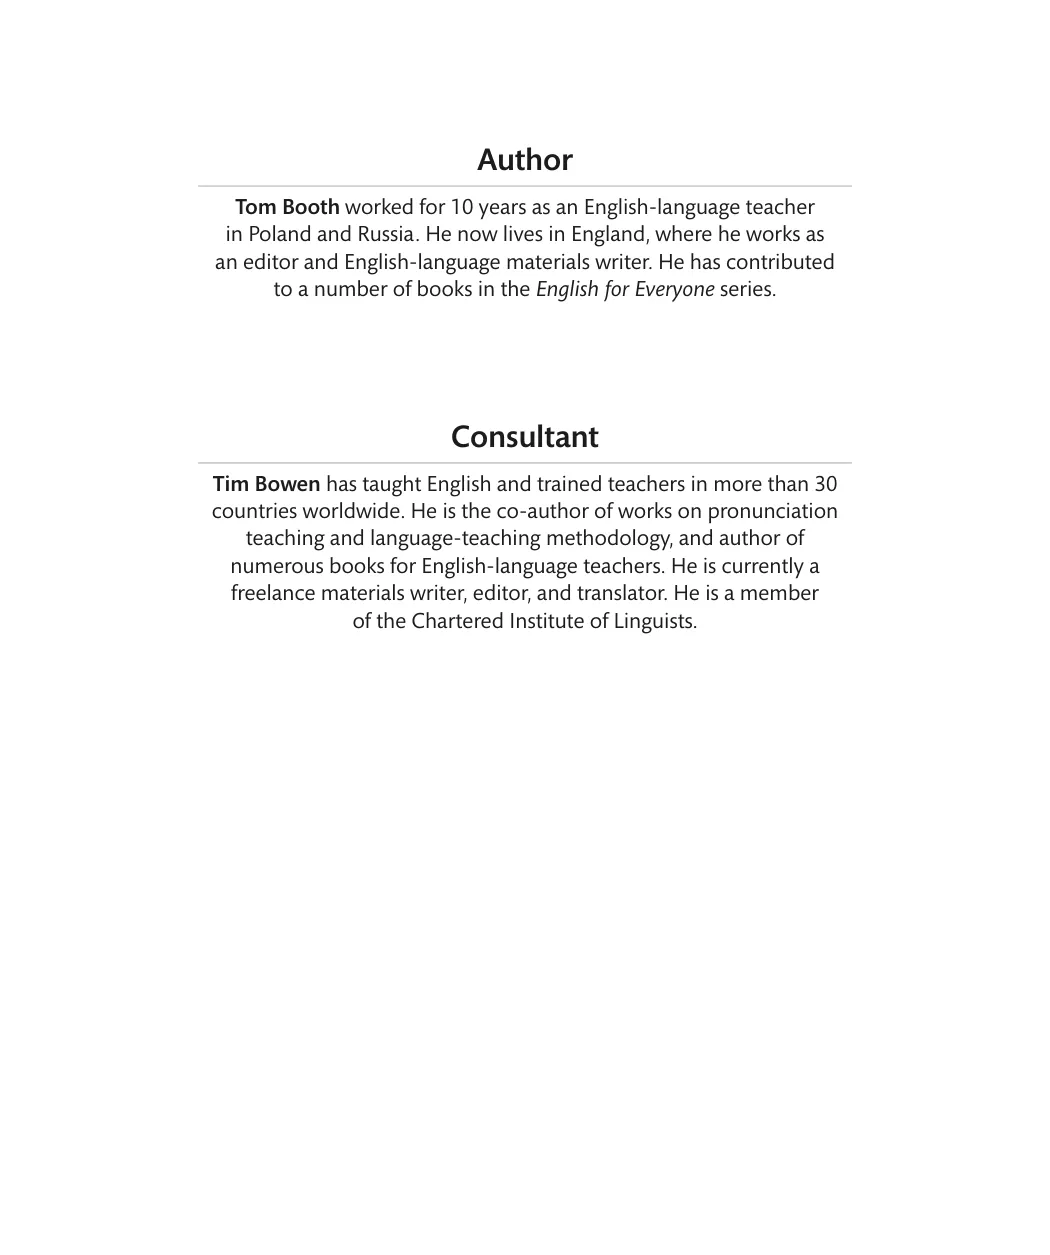 Author
Tom Booth worked for 10 years as an English-language teacher
in Poland and Russia. He now lives in England, where he works as
an editor and English-language materials writer. He has contributed
to a number of books in the English for Everyone series.
Consultant
Tim Bowen has taught English and trained teachers in more than 30
countries worldwide. He is the co-author of works on pronunciation
teaching and language-teaching methodology, and author of
numerous books for English-language teachers. He is currently a
freelance materials writer, editor, and translator. He is a member
of the Chartered Institute of Linguists.